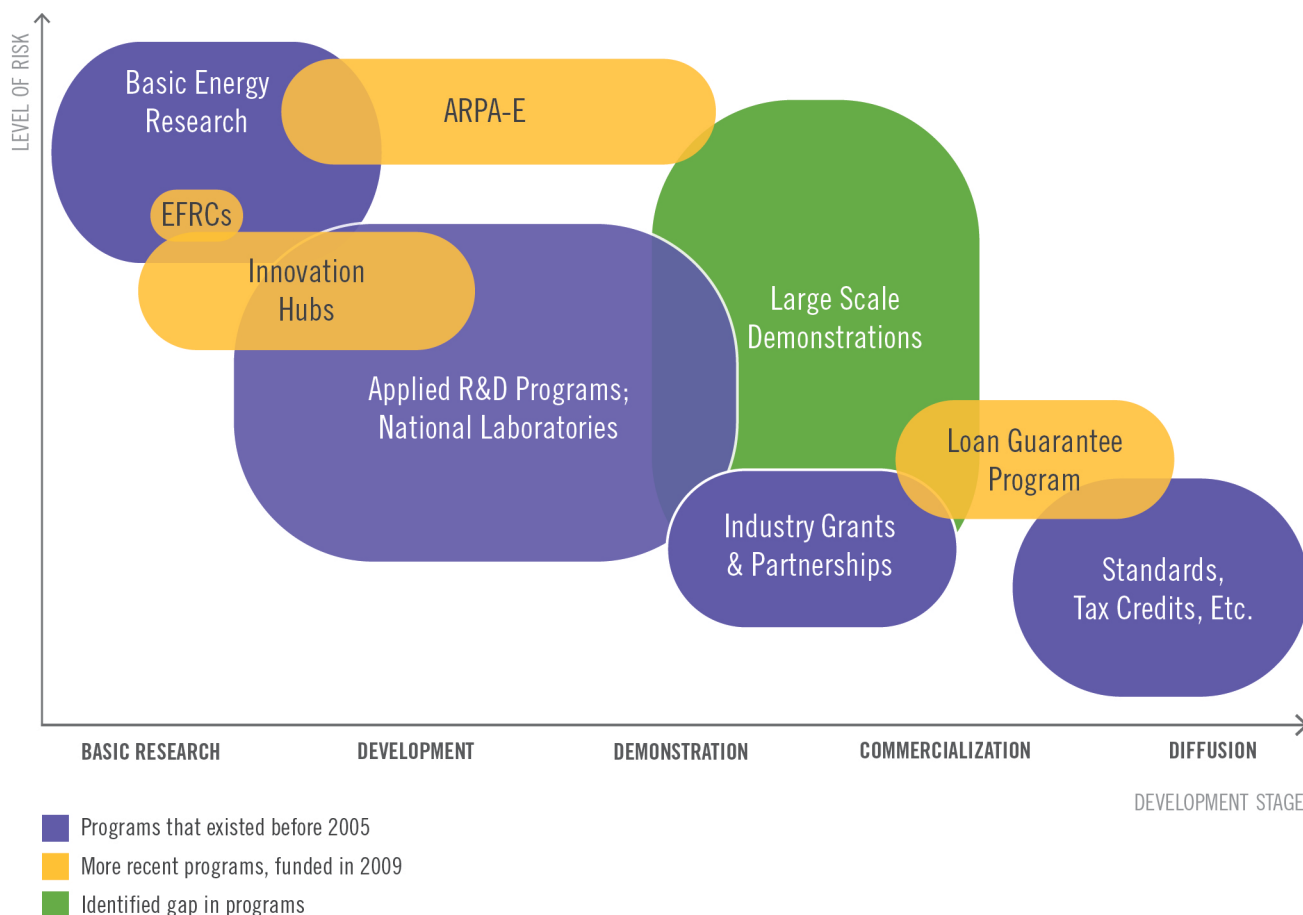 LEVEL OF RISK
Basic Energy
Research
ARPA-E
EFRCs
Innovation
Hubs
Large Scale
Demonstrations
Applied R&D Programs;
National Laboratories
Loan Guarantee
Program
Industry Grants
& Partnerships
Standards,
Tax Credits, Etc.
BASIC RESEARCH
DEVELOPMENT
DEMONSTRATION
COMMERCIALIZATION
DIFFUSION
DEVELOPMENT STAGE
Programs that existed before 2005
More recent programs, funded in 2009
Identified gap in programs